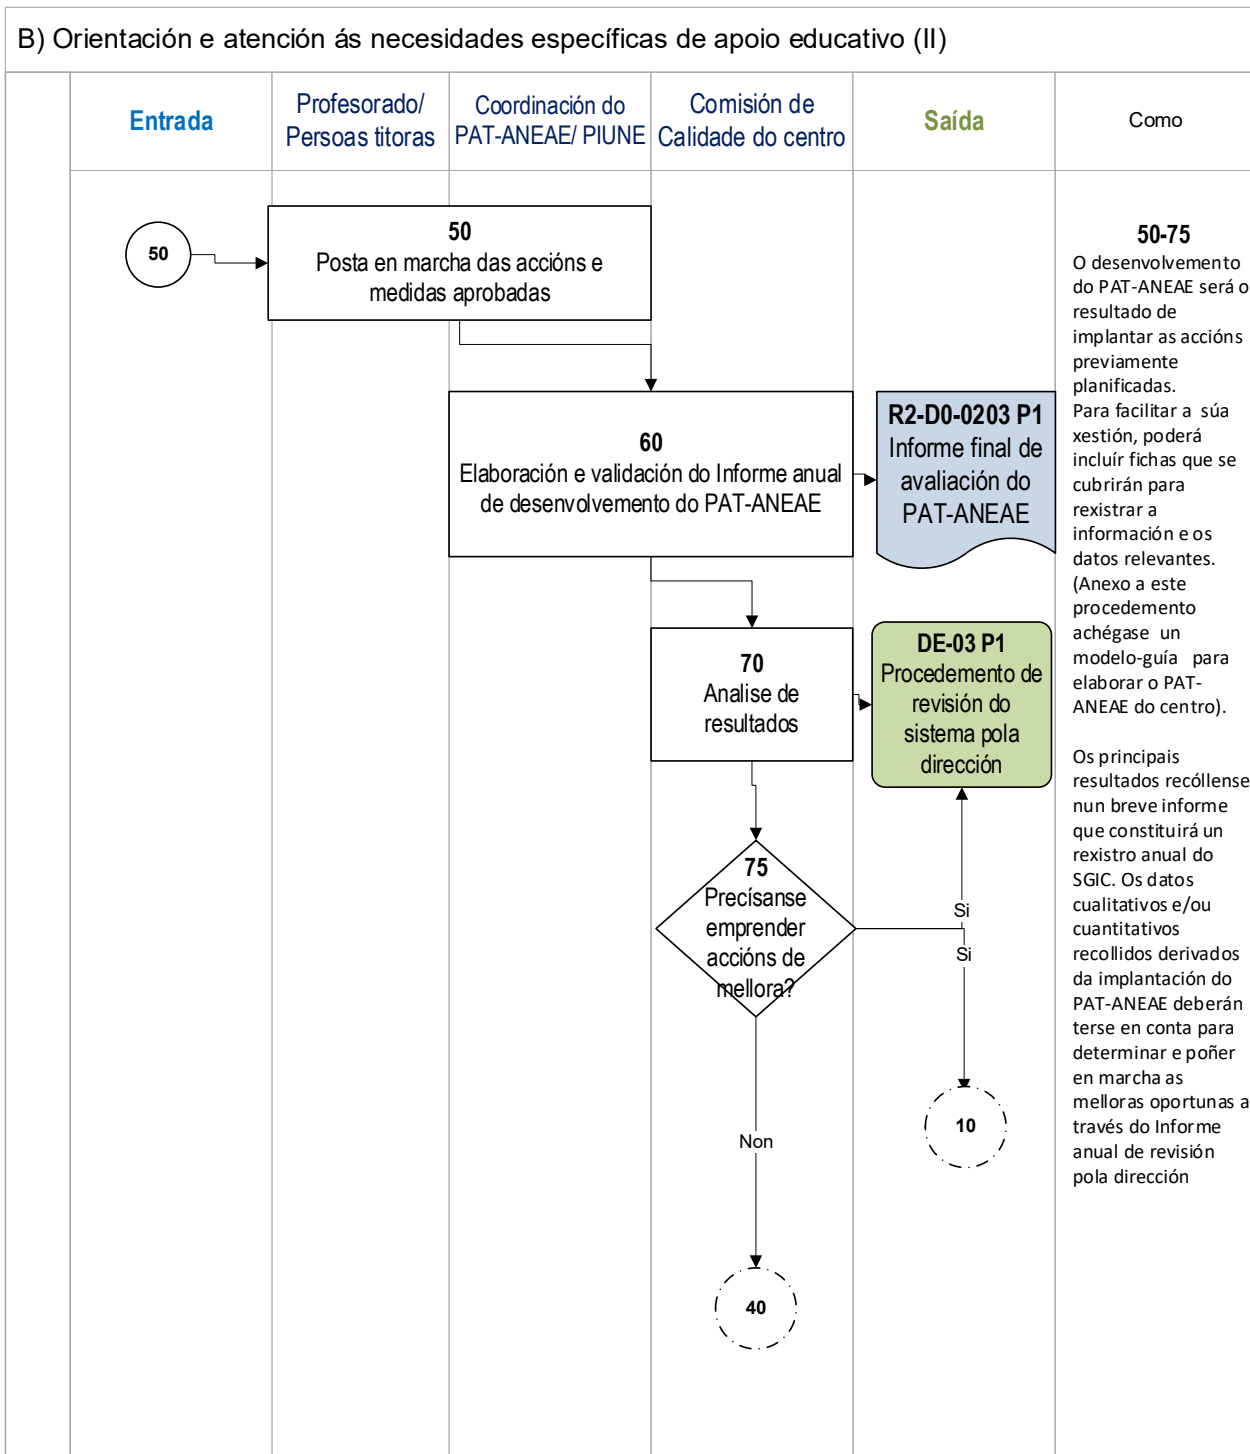 B) Orientación e atención ás necesidades específicas de apoio educativo (II)
Entrada
Profesorado/
Persoas titoras
Coordinación do
PAT-ANEAE/ PIUNE
Comisión de
Calidade do centro
Saída
Como
50
50
Posta en marcha das accións e
medidas aprobadas
60
Elaboración e validación do Informe anual
de desenvolvemento do PAT-ANEAE
R2-D0-0203 P1
Informe final de
avaliación do
PAT-ANEAE
70
Analise de
resultados
DE-03 P1
Procedemento de
revisión do
sistema pola
dirección
75
Precísanse
emprender
accións de
mellora?
Si
Si
Non
10
40
50-75
O desenvolvemento
do PAT-ANEAE será o
resultado de
implantar as accións
previamente
planificadas.
Para facilitar a súa
xestión, poderá
incluír fichas que se
cubrirán para
rexistrar a
información e os
datos relevantes.
(Anexo a este
procedemento
achégase un
modelo-guía para
elaborar o PAT-
ANEAE do centro).
Os principais
resultados recóllense
nun breve informe
que constituirá un
rexistro anual do
SGIC. Os datos
cualitativos e/ou
cuantitativos
recollidos derivados
da implantación do
PAT-ANEAE deberán
terse en conta para
determinar e poñer
en marcha as
melloras oportunas a
través do Informe
anual de revisión
pola dirección